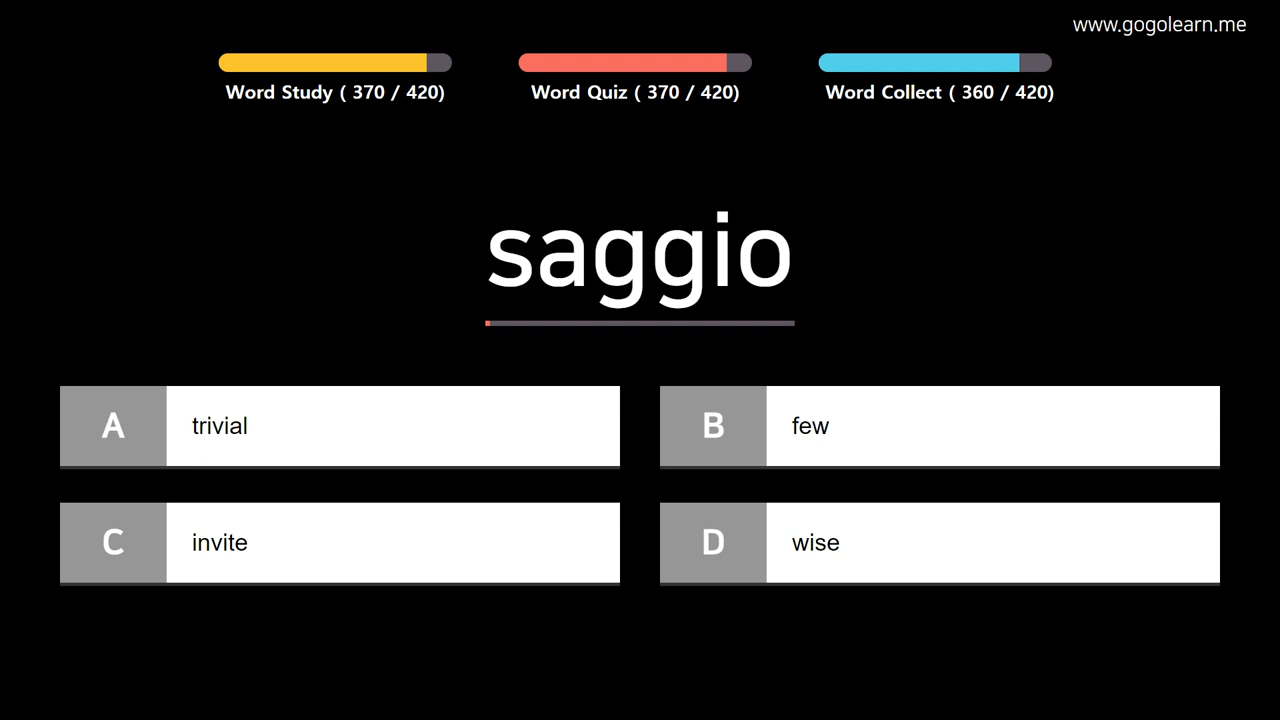 www.gogolearn.me
Word Study ( 370 / 420)
Word Quiz ( 370 / 420)
Word Collect ( 360 / 420)
saggio
A trivial
B few
C invite
D wise